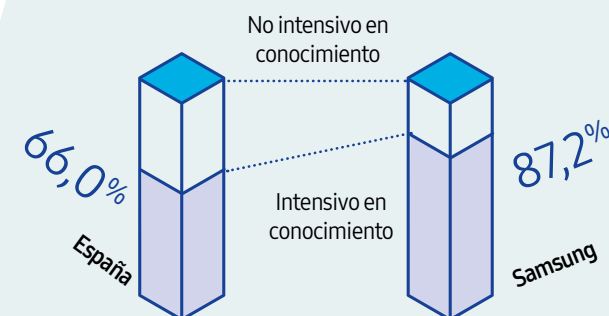 No intensivo en
conocimiento
66,0%
87,2%
Intensivo en
conocimiento
España
Samsung